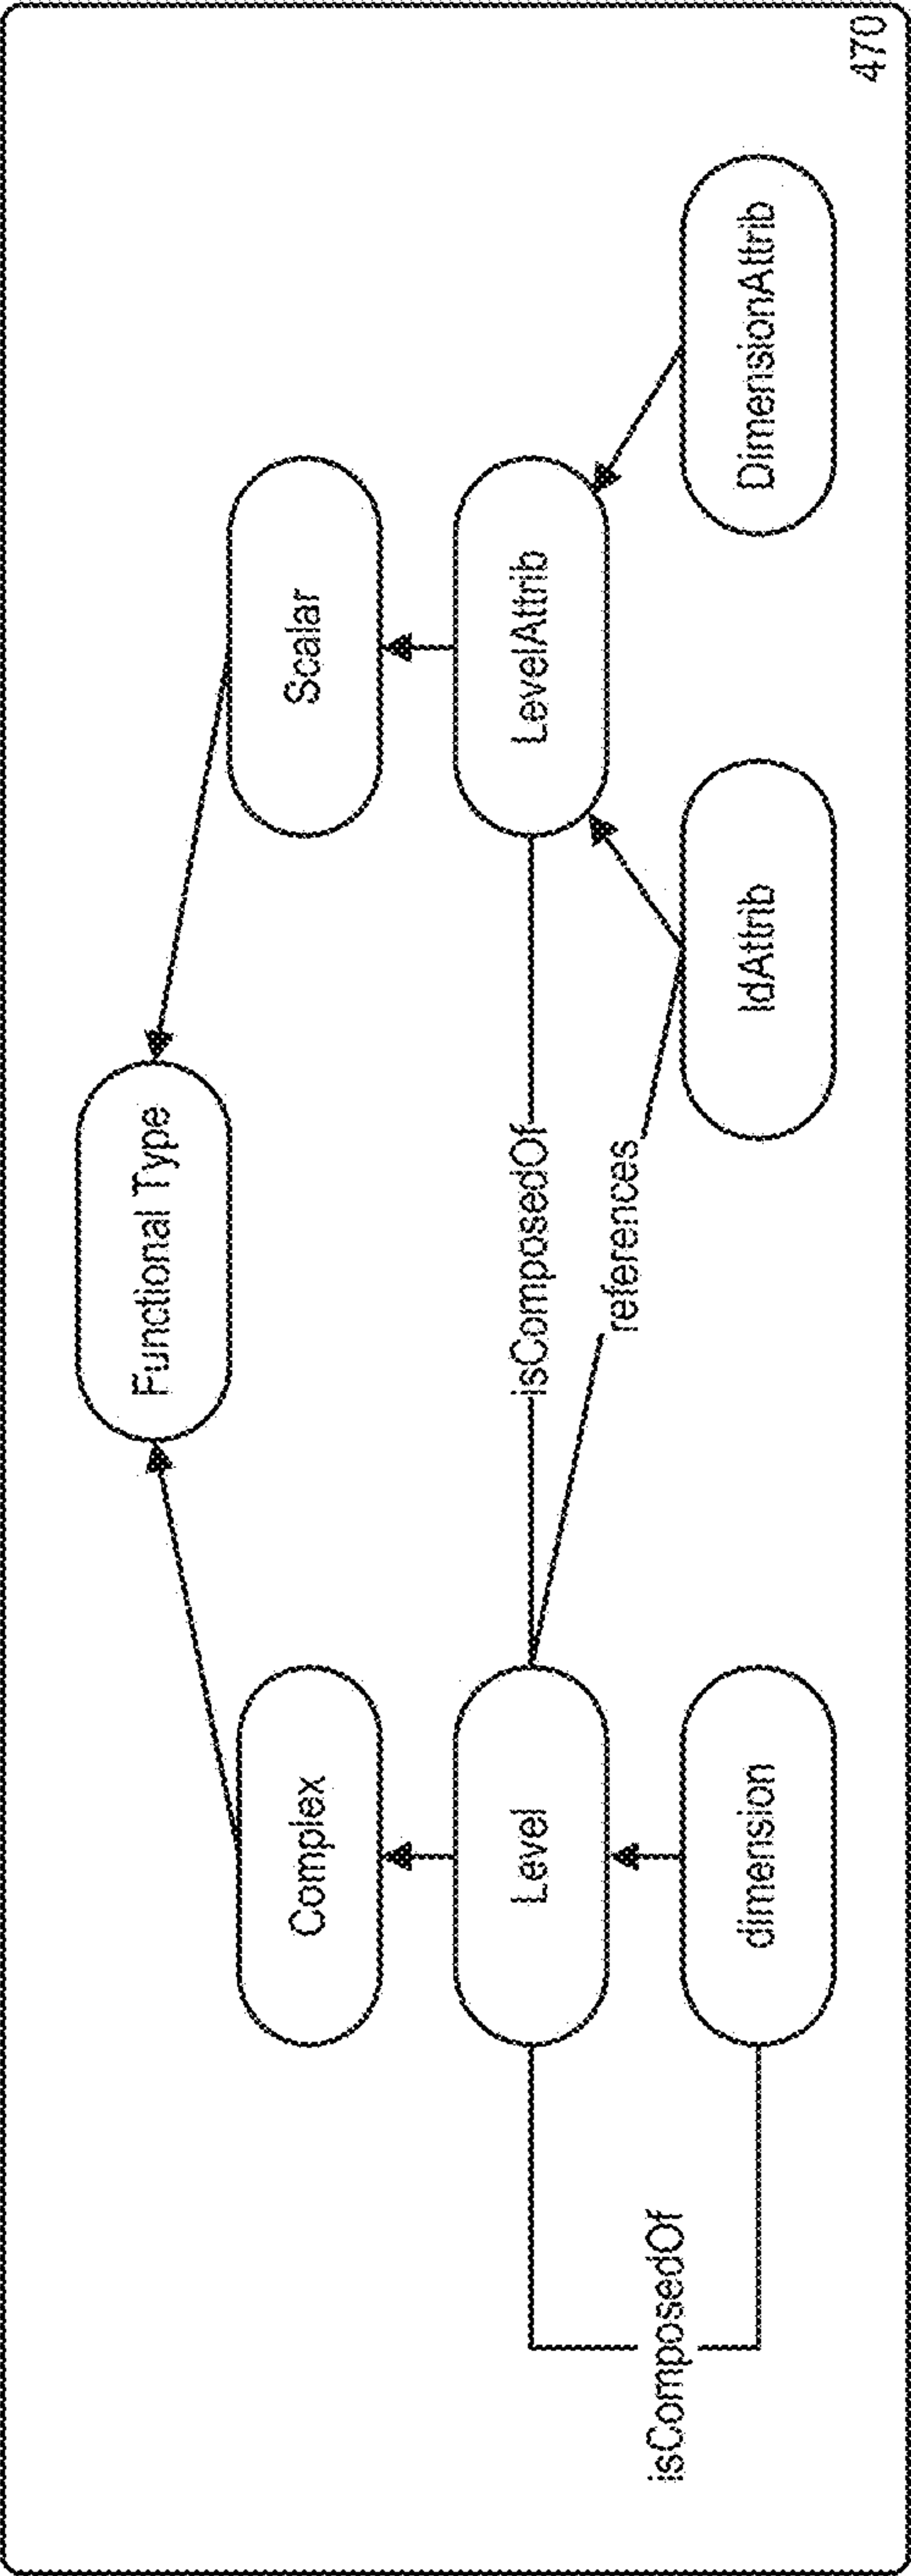 Functional Type
Complex
Scalar
Level
isComposedOf
LevelAttrib
references
isComposedOf
dimension
IdAttrib
DimensionAttrib
470